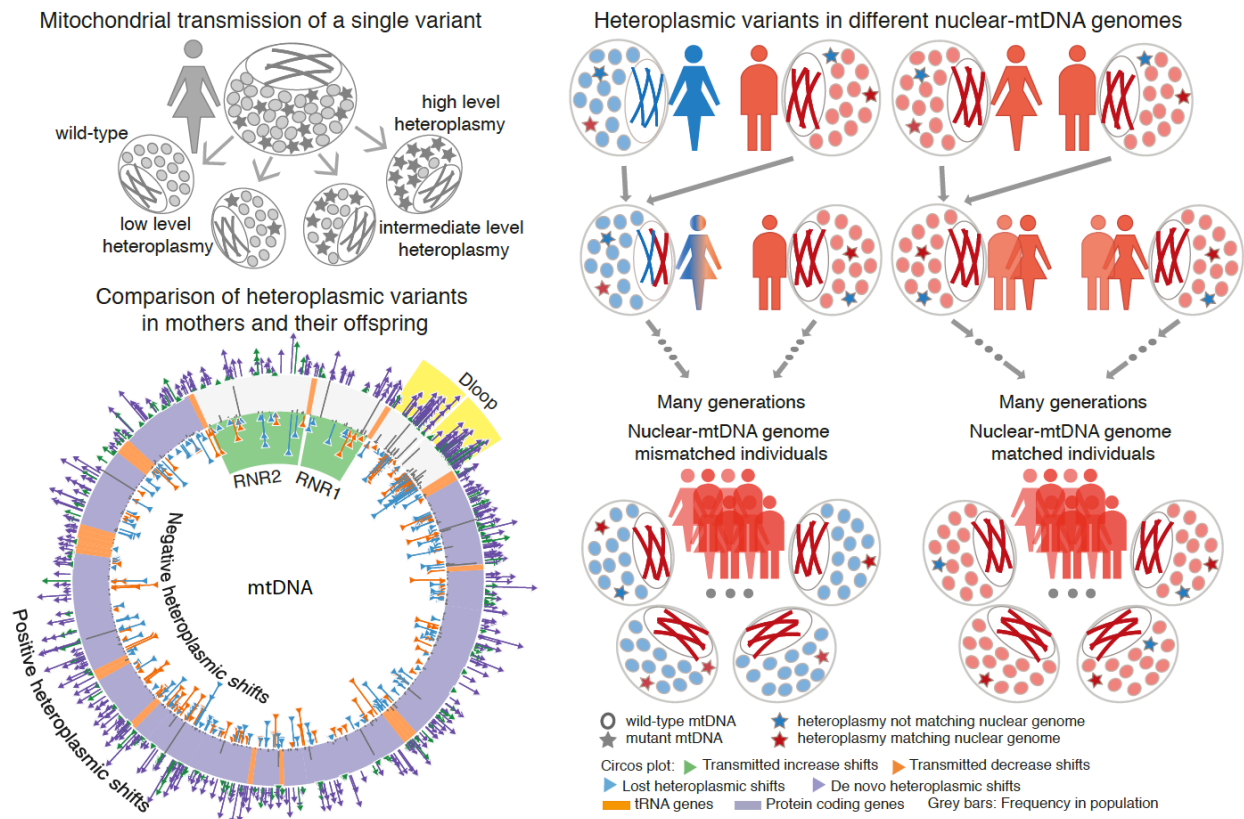 Mitochondrial transmission of a single variant
wild-type
high level
heteroplasmy
low level
heteroplasmy
intermediate level
heteroplasmy
Comparison of heteroplasmic variants
in mothers and their offspring
Dloop
RNR2
RNR1
Negative heteroplasmic shifts
mtDNA
Positive heteroplasmic shifts
Heteroplasmic variants in different nuclear-mtDNA genomes
Many generations
Nuclear-mtDNA genome
mismatched individuals
Many generations
Nuclear-mtDNA genome
matched individuals
wild-type mtDNA
heteroplasmy not matching nuclear genome
mutant mtDNA
heteroplasmy matching nuclear genome
Circos plot: Transmitted increase shifts Transmitted decrease shifts
Lost heteroplasmic shifts De novo heteroplasmic shifts
tRNA genes Protein coding genes Grey bars: Frequency in population